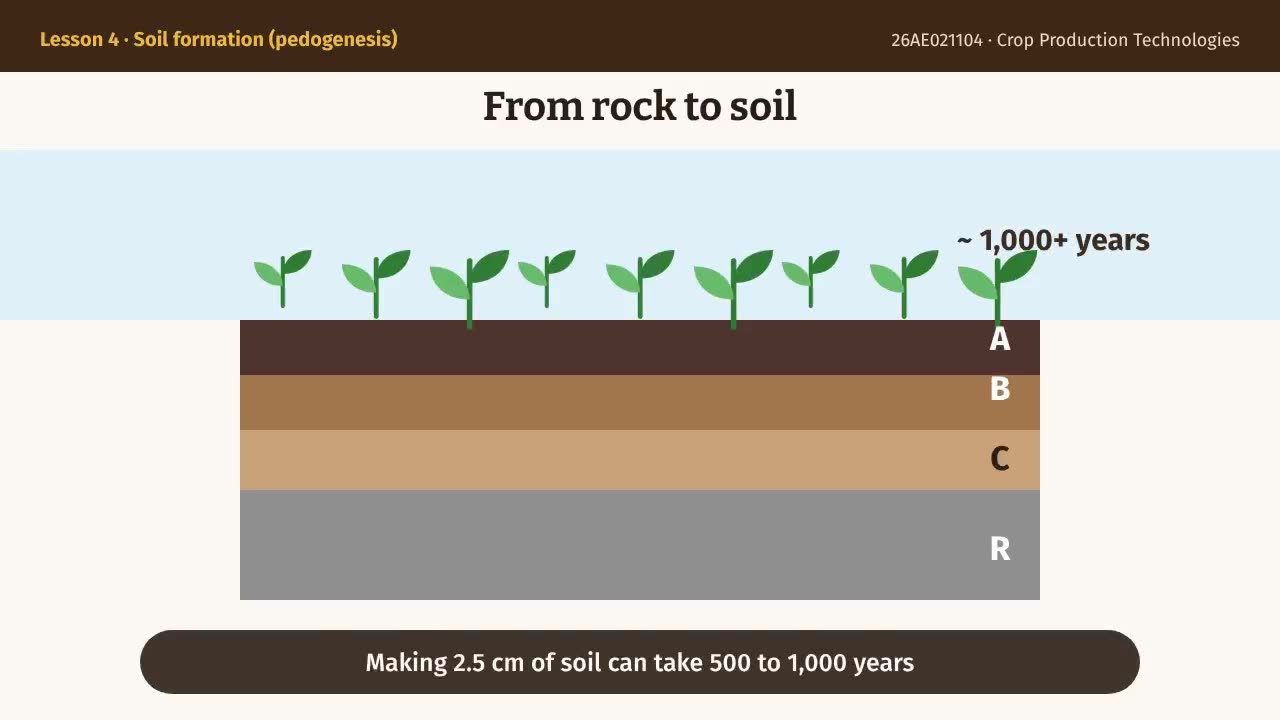 Lesson 4 · Soil formation (pedogenesis)
26AE021104 · Crop Production Technologies
From rock to soil
~ 1,000+ years
A
B
C
R
Making 2.5 cm of soil can take 500 to 1,000 years